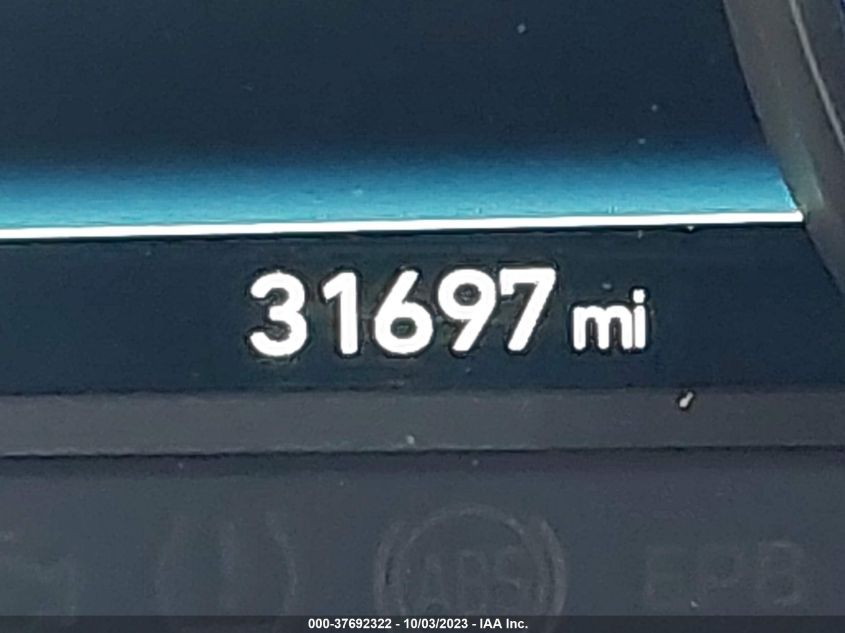 31697 mi
ABS EPB
000-37692322 - 10/03/2023 - IAA Inc.